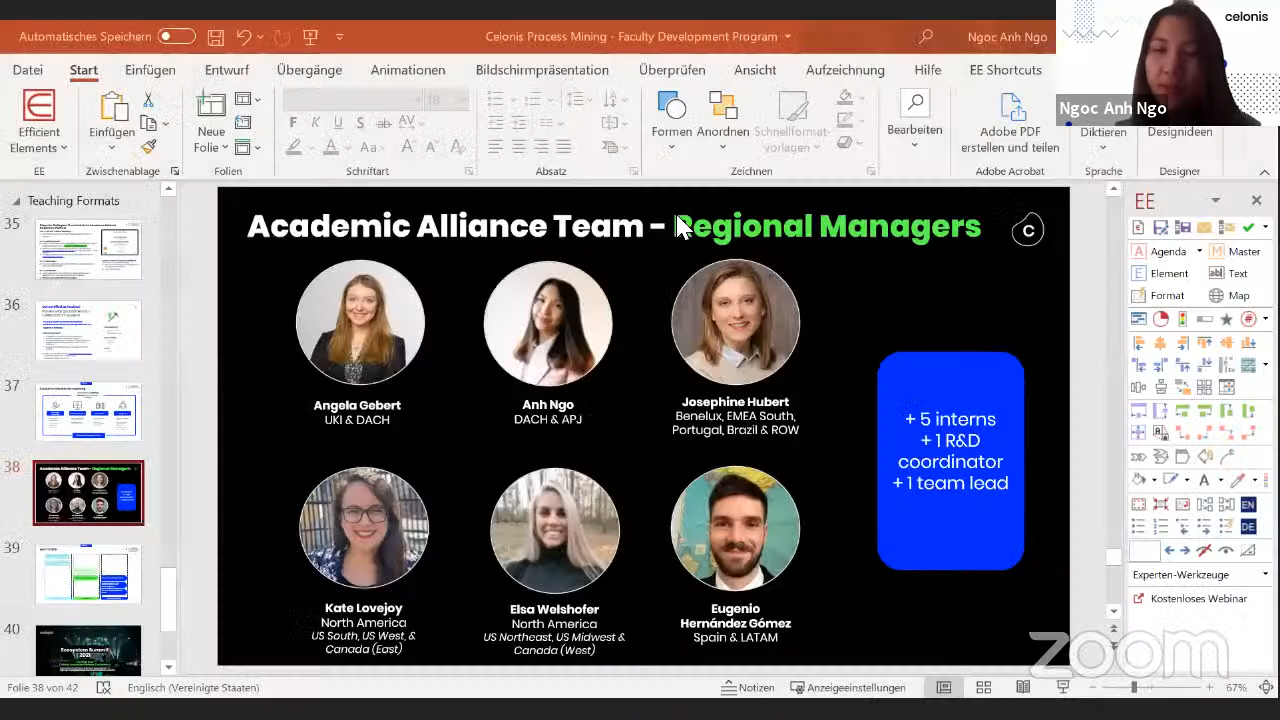 celonis
Automatisches Speichern
Celonis Process Mining - Faculty Development Program
Ngoc Anh Ngo
Ngoc Anh Ngo
Datei Start Einfügen Entwurf Übergänge Animationen Bildschirmpräsentation Überprüfen Ansicht Aufzeichnung Hilfe EE Shortcuts
Efficient
Elements
Einfügen
Neue
Folie
18
F K U S ab
Aa
Formen Anordnen Schnellformat-
vorlagen
Bearbeiten
Adobe PDF
erstellen und teilen
Diktieren
Designideen
EE Zwischenablage Folien Schriftart Absatz Zeichnen Adobe Acrobat Sprache Designer
Teaching Formats
35
36
37
38
39
40
Academic Alliance Team - Regional Managers
C
Angela Gebert
UKI & DACH
Anh Ngo
DACH & APJ
Josephine Hubert
Benelux, EMEA South,
Portugal, Brazil & ROW
+ 5 interns
+ 1 R&D
coordinator
+ 1 team lead
Kate Lovejoy
North America
US South, US West, &
Canada (East)
Elsa Welshofer
North America
US Northeast, US Midwest &
Canada (West)
Eugenio
Hernández Gómez
Spain & LATAM
EE
Agenda Master
Element Text
Format Map
EN
DE
Experten-Werkzeuge
Kostenloses Webinar
zoom
Folie 38 von 42 Englisch (Vereinigte Staaten) Notizen Anzeigeeinstellungen 67%